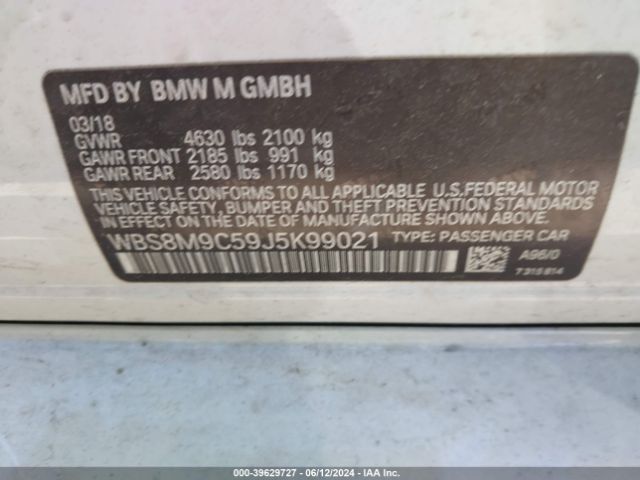 MFD BY BMW M GMBH
03/18
GVWR 4630 lbs 2100 kg
GAWR FRONT 2185 lbs 991 kg
GAWR REAR 2580 lbs 1170 kg
THIS VEHICLE CONFORMS TO ALL APPLICABLE U.S.FEDERAL MOTOR
VEHICLE SAFETY, BUMPER, AND THEFT PREVENTION STANDARDS
IN EFFECT ON THE DATE OF MANUFACTURE SHOWN ABOVE.
WBS8M9C59J5K99021 TYPE: PASSENGER CAR
A96/0
7315814
000-39629727 - 06/12/2024 - IAA Inc.